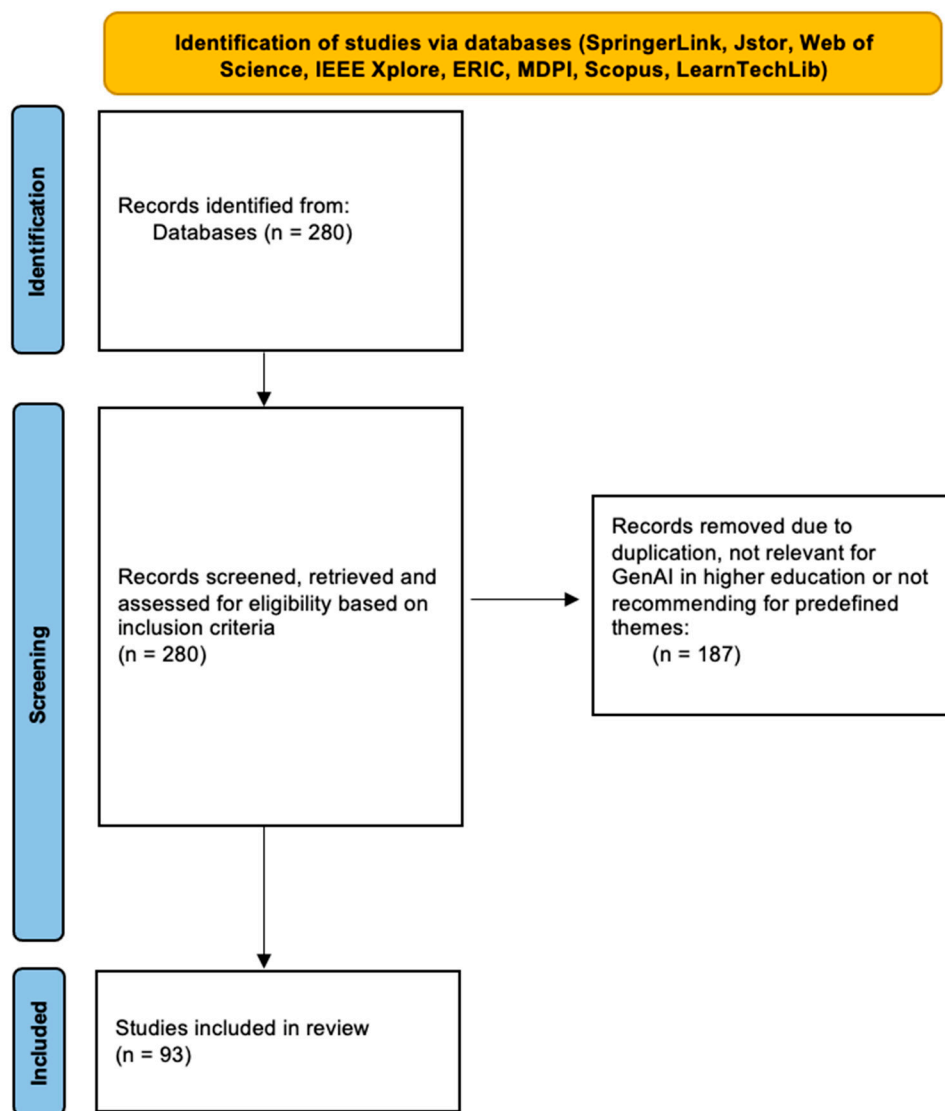 Identification of studies via databases (SpringerLink, Jstor, Web of
Science, IEEE Xplore, ERIC, MDPI, Scopus, LearnTechLib)
Identification
Records identified from:
Databases (n = 280)
Screening
Records screened, retrieved and
assessed for eligibility based on
inclusion criteria
(n = 280)
Records removed due to
duplication, not relevant for
GenAI in higher education or not
recommending for predefined
themes:
(n = 187)
Included
Studies included in review
(n = 93)